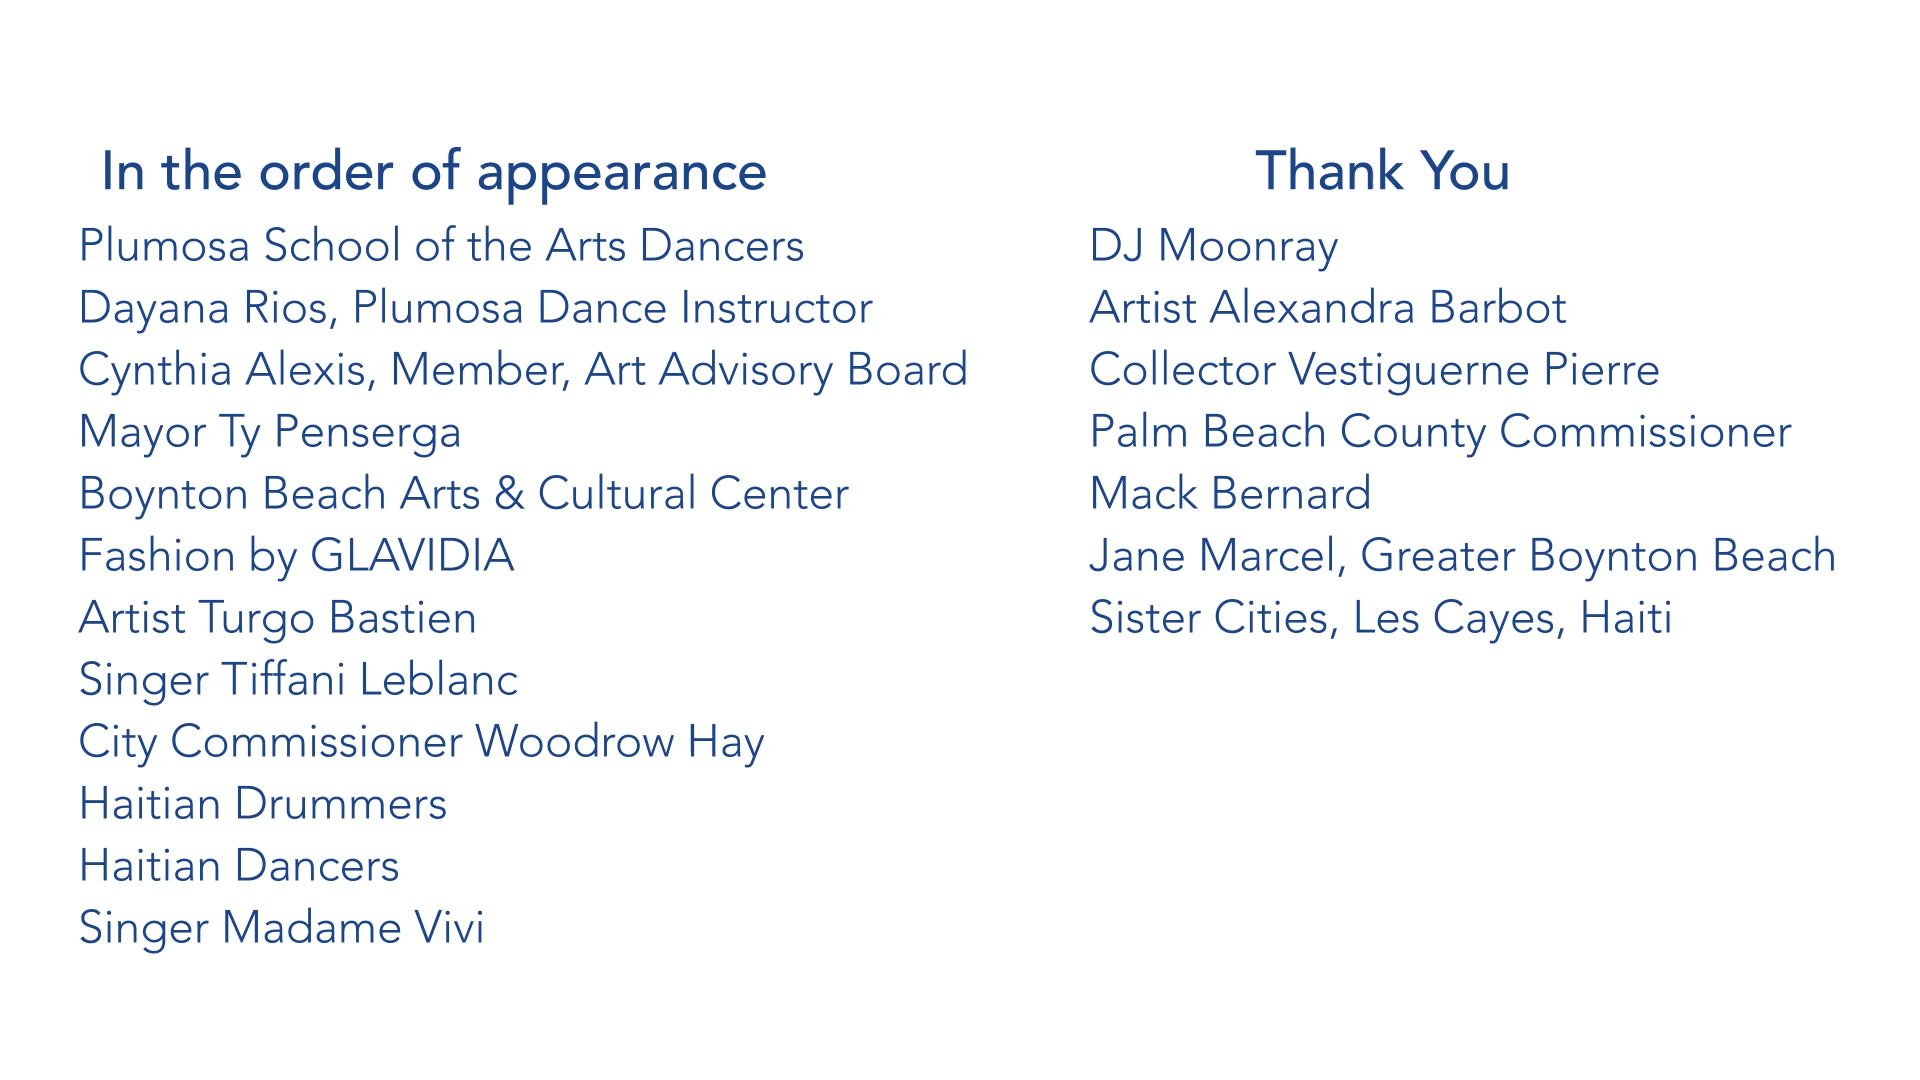 In the order of appearance
Plumosa School of the Arts Dancers
Dayana Rios, Plumosa Dance Instructor
Cynthia Alexis, Member, Art Advisory Board
Mayor Ty Penserga
Boynton Beach Arts & Cultural Center
Fashion by GLAVIDIA
Artist Turgo Bastien
Singer Tiffani Leblanc
City Commissioner Woodrow Hay
Haitian Drummers
Haitian Dancers
Singer Madame Vivi
Thank You
DJ Moonray
Artist Alexandra Barbot
Collector Vestiguerne Pierre
Palm Beach County Commissioner
Mack Bernard
Jane Marcel, Greater Boynton Beach
Sister Cities, Les Cayes, Haiti